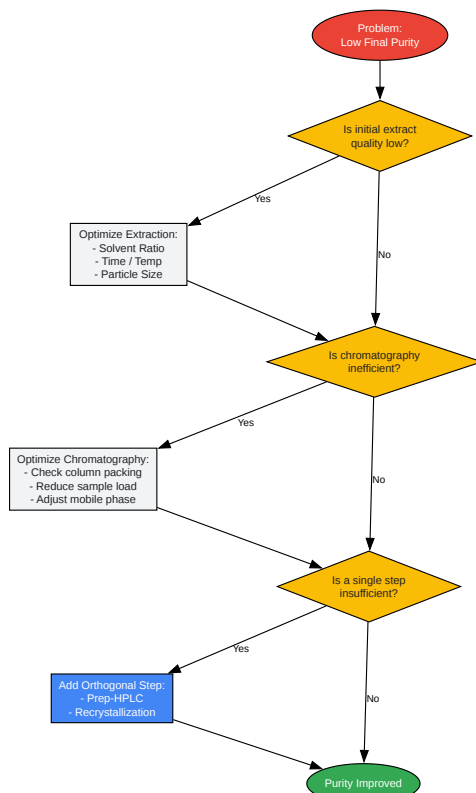 Problem:
Low Final Purity
Is initial extract
quality low?
Yes
No
Optimize Extraction:
- Solvent Ratio
- Time / Temp
- Particle Size
Is chromatography
inefficient?
Yes
No
Optimize Chromatography:
- Check column packing
- Reduce sample load
- Adjust mobile phase
Is a single step
insufficient?
Yes
No
Add Orthogonal Step:
- Prep-HPLC
- Recrystallization
Purity Improved